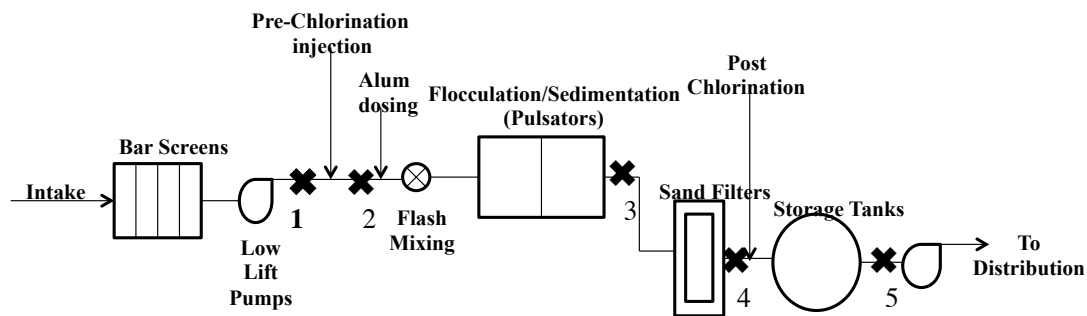 Pre-Chlorination
injection
Alum
dosing
Flocculation/Sedimentation
(Pulsators)
Post
Chlorination
Bar Screens
Intake
1
2
3
Sand Filters
Storage Tanks
Flash
Mixing
Low
Lift
Pumps
4
5
To
Distribution